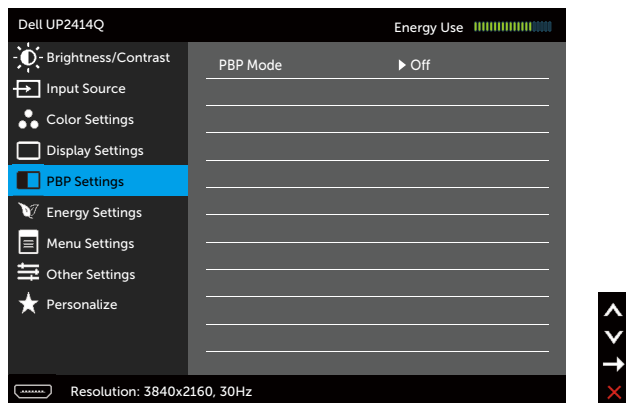 Dell UP2414Q
Energy Use
Brightness/Contrast
Input Source
Color Settings
Display Settings
PBP Settings
Energy Settings
Menu Settings
Other Settings
Personalize
PBP Mode
Off
Resolution: 3840x2160, 30Hz